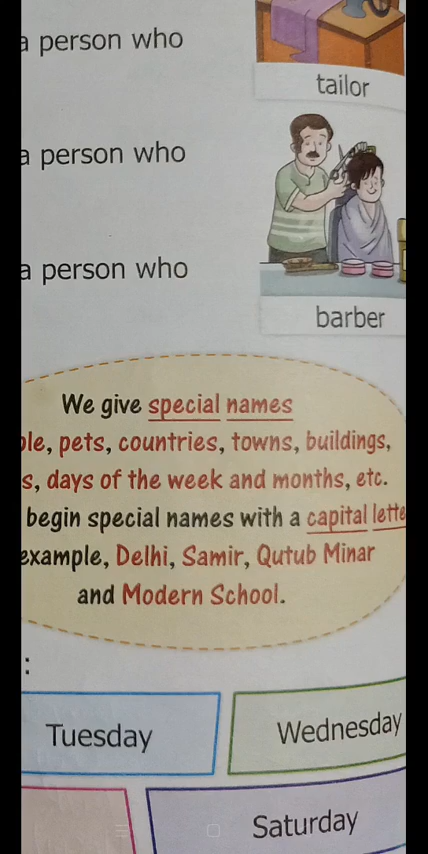 a person who
tailor
a person who
a person who
barber
We give special names
ple, pets, countries, towns, buildings,
s, days of the week and months, etc.
begin special names with a capital lette
example, Delhi, Samir, Qutub Minar
and Modern School.
:
Tuesday
Wednesday
Saturday